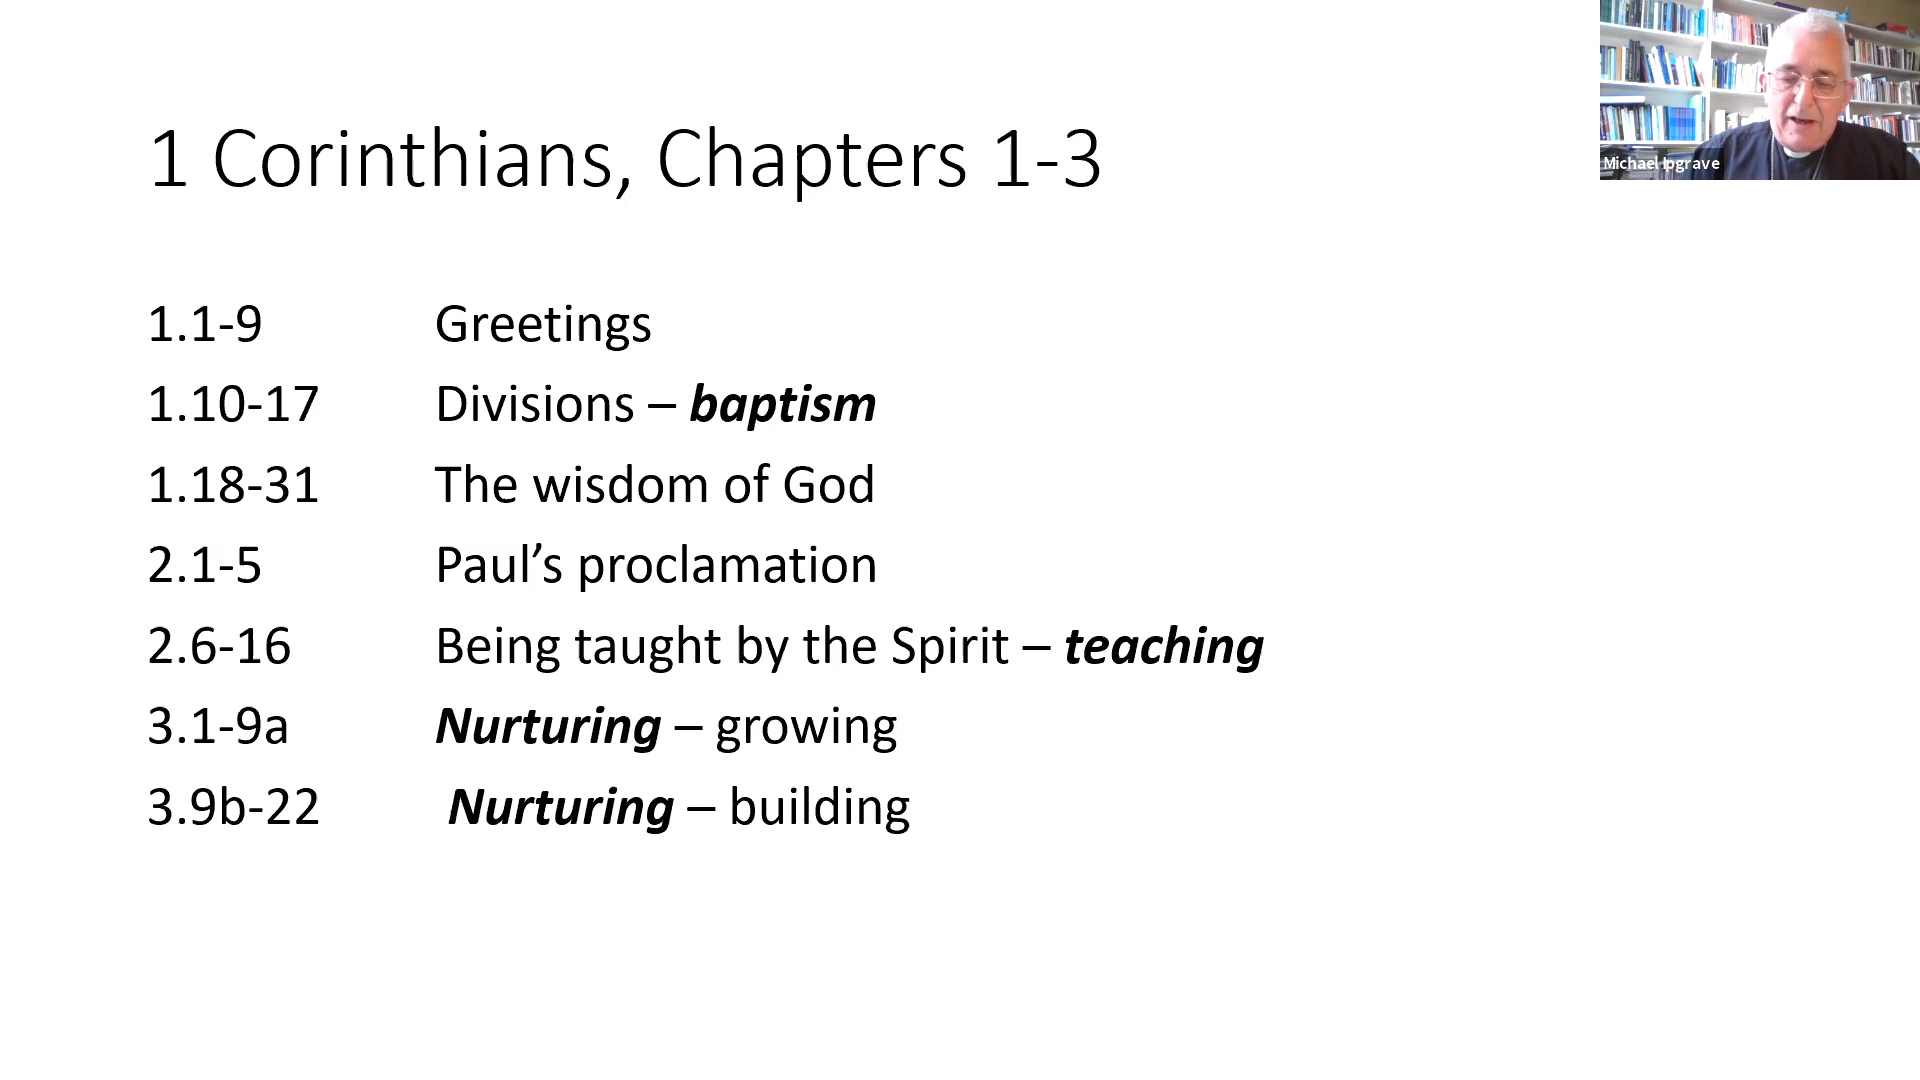 1 Corinthians, Chapters 1-3
Michael Ipgrave
1.1-9 Greetings
1.10-17 Divisions – baptism
1.18-31 The wisdom of God
2.1-5 Paul’s proclamation
2.6-16 Being taught by the Spirit – teaching
3.1-9a Nurturing – growing
3.9b-22 Nurturing – building